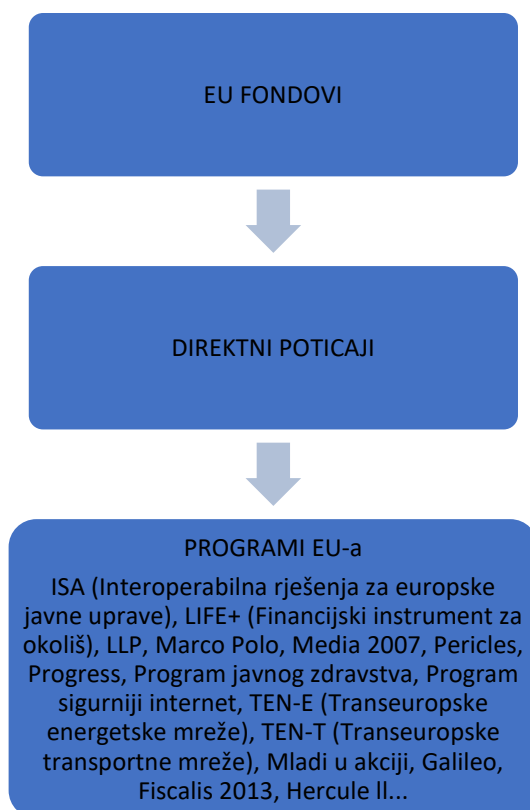 EU FONDOVI
DIREKTNI POTICAJI
PROGRAMI EU-a
ISA (Interoperabilna rješenja za europske
javne uprave), LIFE+ (Financijski instrument za
okoliš), LLP, Marco Polo, Media 2007, Pericles,
Progress, Program javnog zdravstva, Program
sigurniji internet, TEN-E (Transeuropske
energetske mreže), TEN-T (Transeuropske
transportne mreže), Mladi u akciji, Galileo,
Fiscalis 2013, Hercule ll...